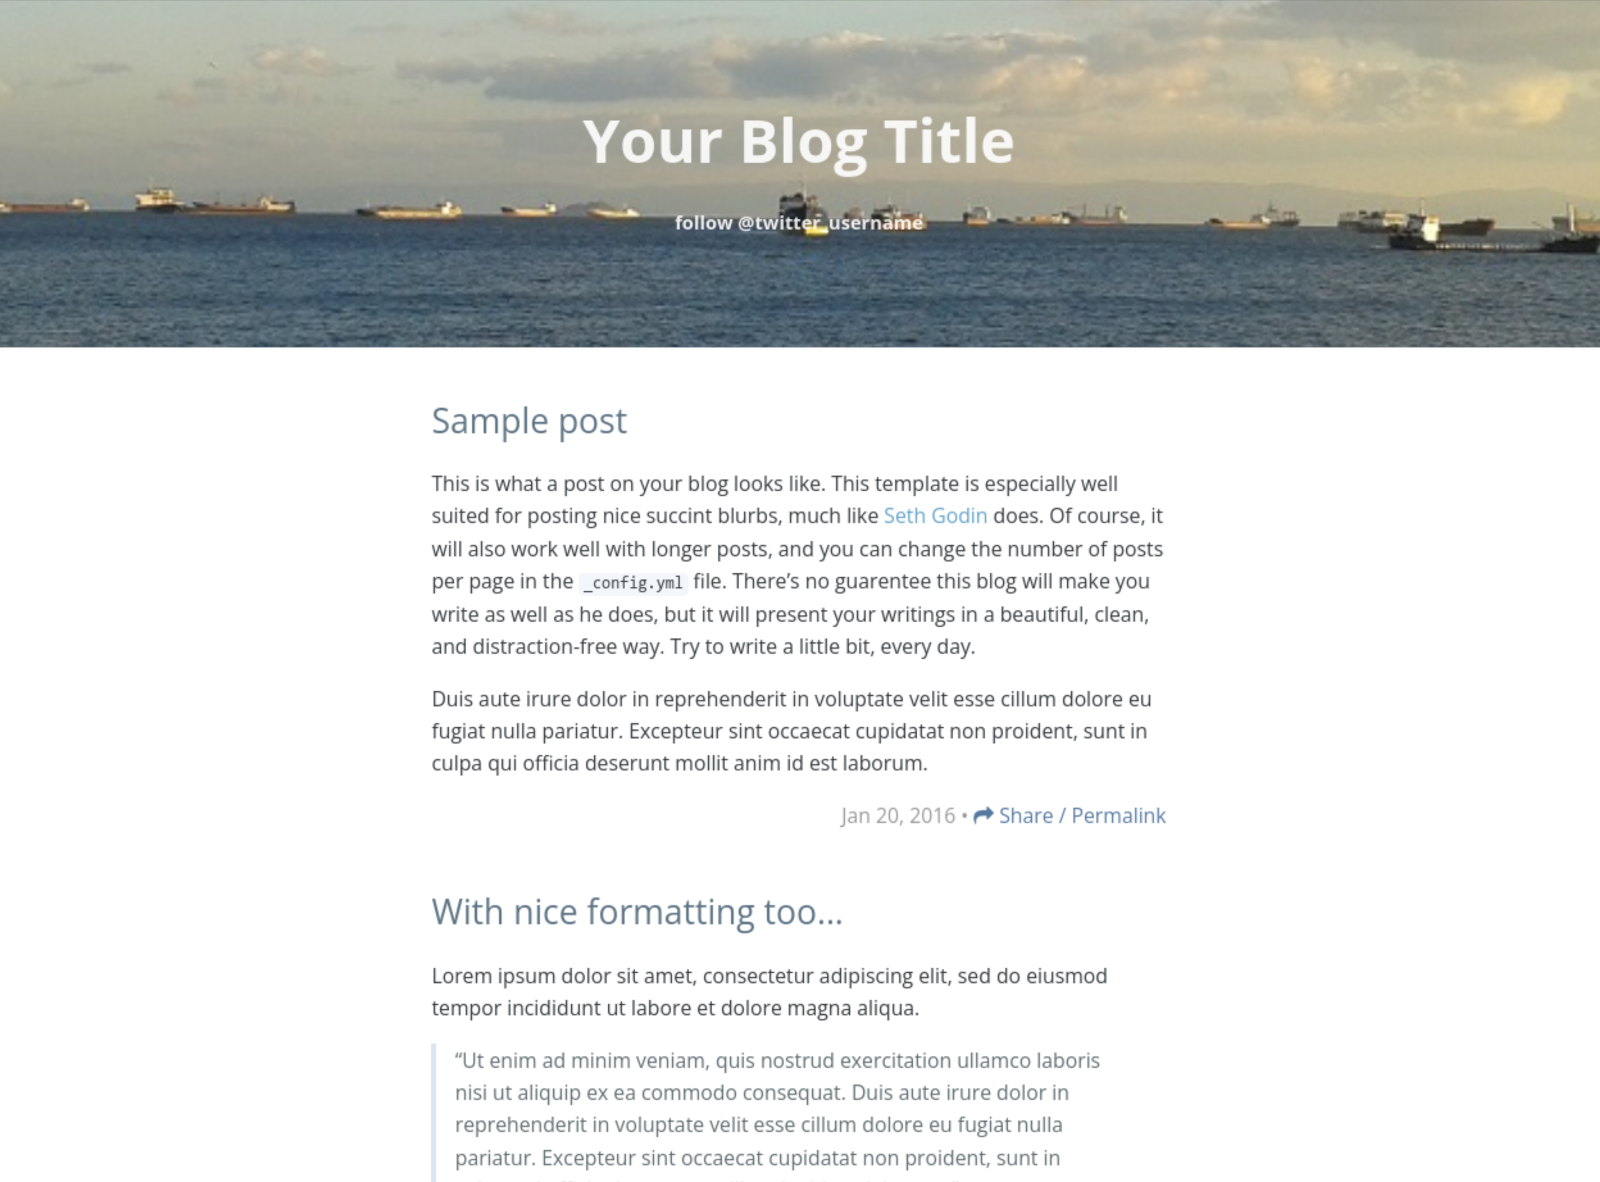 Your Blog Title
follow @twitter_username
Sample post
This is what a post on your blog looks like. This template is especially well
suited for posting nice succint blurbs, much like Seth Godin does. Of course, it
will also work well with longer posts, and you can change the number of posts
per page in the _config.yml file. There’s no guarentee this blog will make you
write as well as he does, but it will present your writings in a beautiful, clean,
and distraction-free way. Try to write a little bit, every day.
Duis aute irure dolor in reprehenderit in voluptate velit esse cillum dolore eu
fugiat nulla pariatur. Excepteur sint occaecat cupidatat non proident, sunt in
culpa qui officia deserunt mollit anim id est laborum.
Jan 20, 2016 • Share / Permalink
With nice formatting too…
Lorem ipsum dolor sit amet, consectetur adipiscing elit, sed do eiusmod
tempor incididunt ut labore et dolore magna aliqua.
“Ut enim ad minim veniam, quis nostrud exercitation ullamco laboris
nisi ut aliquip ex ea commodo consequat. Duis aute irure dolor in
reprehenderit in voluptate velit esse cillum dolore eu fugiat nulla
pariatur. Excepteur sint occaecat cupidatat non proident, sunt in